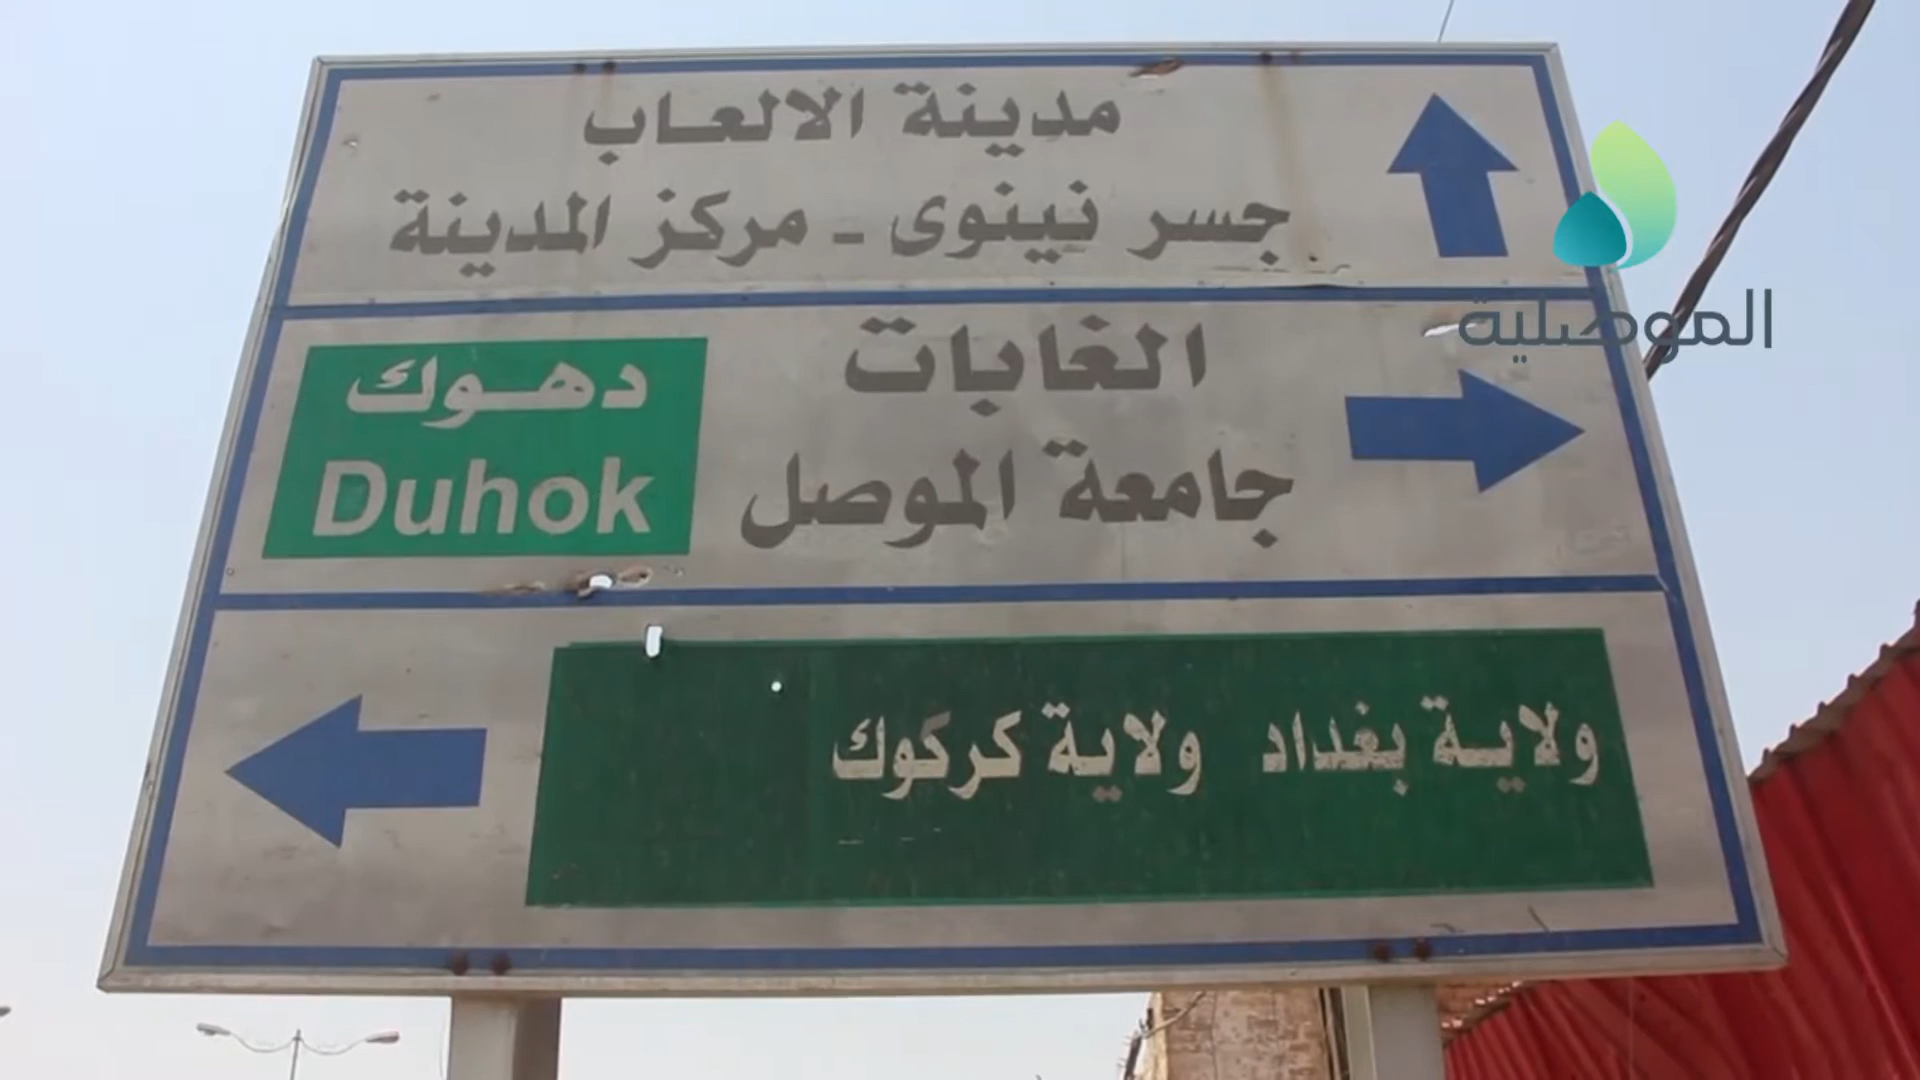 مدينة الالعاب
جسر نينوى - مركز المدينة
الموصلية
الغابات
جامعة الموصل
دهوك
Duhok
ولاية بغداد ولاية كركوك